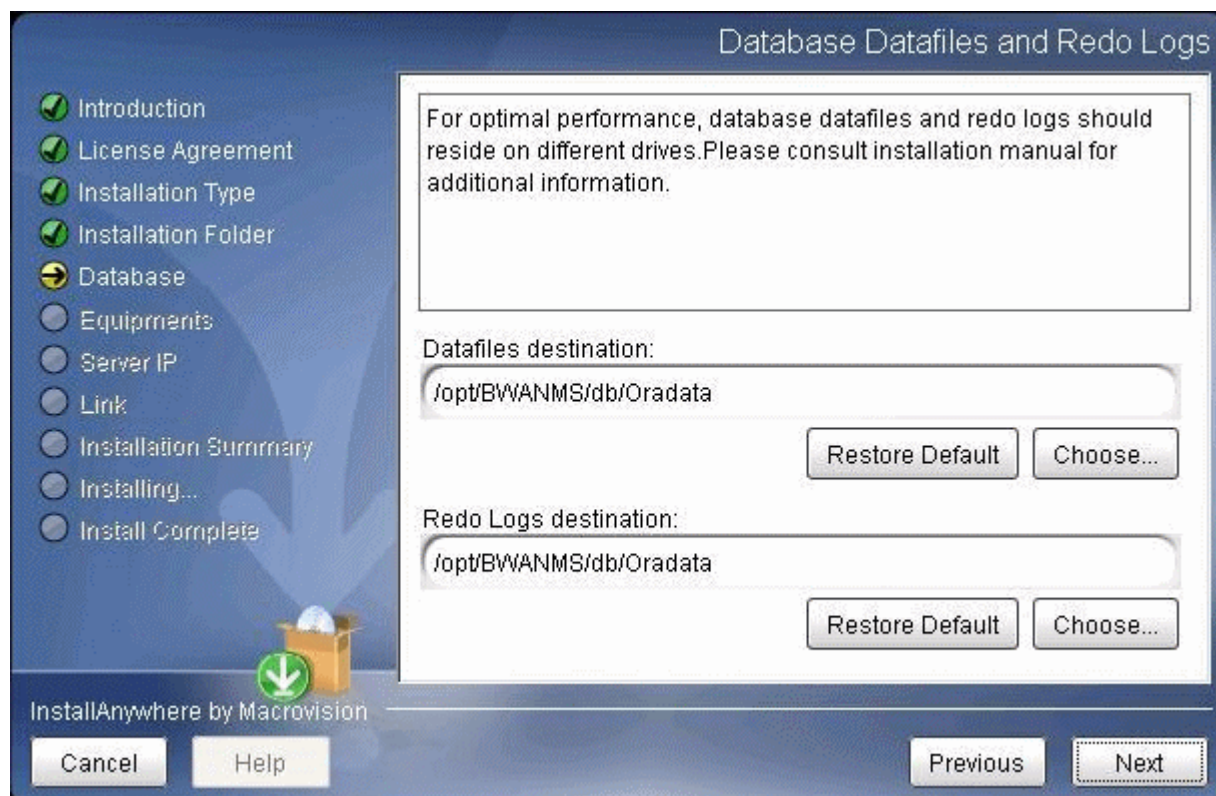 Database Datafiles and Redo Logs
Introduction
License Agreement
Installation Type
Installation Folder
Database
Equipments
Server IP
Link
Installation Summary
Installing...
Install Complete
For optimal performance, database datafiles and redo logs should
reside on different drives.Please consult installation manual for
additional information.
Datafiles destination:
/opt/BWANMS/db/Oradata
Restore Default
Choose...
Redo Logs destination:
/opt/BWANMS/db/Oradata
Restore Default
Choose...
InstallAnywhere by Macrovision
Cancel
Help
Previous
Next